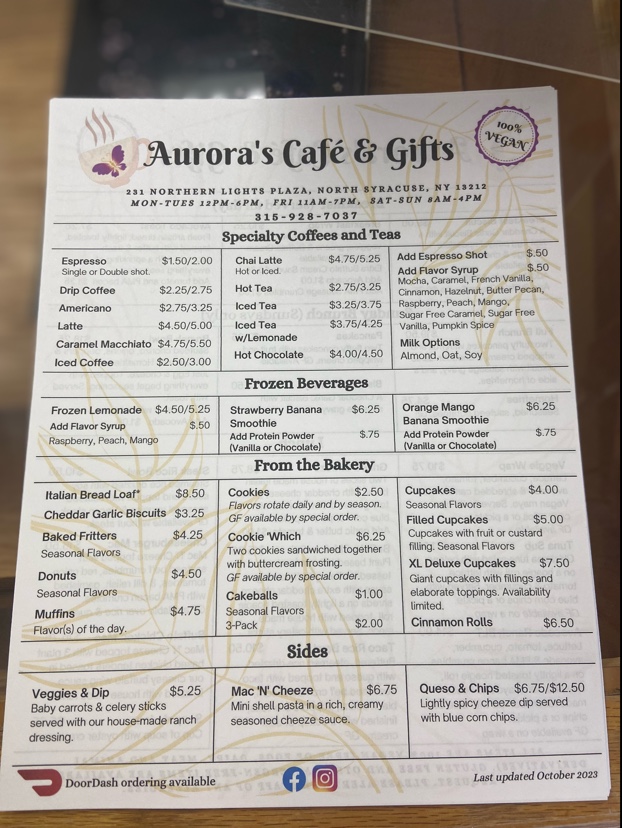 Aurora's Café & Gifts
100% VEGAN
231 NORTHERN LIGHTS PLAZA, NORTH SYRACUSE, NY 13212
MON-TUES 12PM-6PM, FRI 11AM-7PM, SAT-SUN 8AM-4PM
315-928-7037
Specialty Coffees and Teas
Espresso $1.50/2.00
Single or Double shot.
Drip Coffee $2.25/2.75
Americano $2.75/3.25
Latte $4.50/5.00
Caramel Macchiato $4.75/5.50
Iced Coffee $2.50/3.00
Chai Latte $4.75/5.25
Hot or Iced.
Hot Tea $2.75/3.25
Iced Tea $3.25/3.75
Iced Tea $3.75/4.25
w/Lemonade
Hot Chocolate $4.00/4.50
Add Espresso Shot $.50
Add Flavor Syrup $.50
Mocha, Caramel, French Vanilla,
Cinnamon, Hazelnut, Butter Pecan,
Raspberry, Peach, Mango,
Sugar Free Caramel, Sugar Free
Vanilla, Pumpkin Spice
Milk Options
Almond, Oat, Soy
Frozen Beverages
Frozen Lemonade $4.50/5.25
Add Flavor Syrup $.50
Raspberry, Peach, Mango
Strawberry Banana $6.25
Smoothie
Add Protein Powder $.75
(Vanilla or Chocolate)
Orange Mango $6.25
Banana Smoothie
Add Protein Powder $.75
(Vanilla or Chocolate)
From the Bakery
Italian Bread Loaf* $8.50
Cheddar Garlic Biscuits $3.25
Baked Fritters $4.25
Seasonal Flavors
Donuts $4.50
Seasonal Flavors
Muffins $4.75
Flavor(s) of the day.
Cookies $2.50
Flavors rotate daily and by season.
GF available by special order.
Cookie 'Which $6.25
Two cookies sandwiched together
with buttercream frosting.
GF available by special order.
Cakeballs $1.00
Seasonal Flavors
3-Pack $2.00
Cupcakes $4.00
Seasonal Flavors
Filled Cupcakes $5.00
Cupcakes with fruit or custard
filling. Seasonal Flavors
XL Deluxe Cupcakes $7.50
Giant cupcakes with fillings and
elaborate toppings. Availability
limited.
Cinnamon Rolls $6.50
Sides
Veggies & Dip $5.25
Baby carrots & celery sticks
served with our house-made ranch
dressing.
Mac 'N' Cheeze $6.75
Mini shell pasta in a rich, creamy
seasoned cheeze sauce.
Queso & Chips $6.75/$12.50
Lightly spicy cheeze dip served
with blue corn chips.
DoorDash ordering available
Last updated October 2023